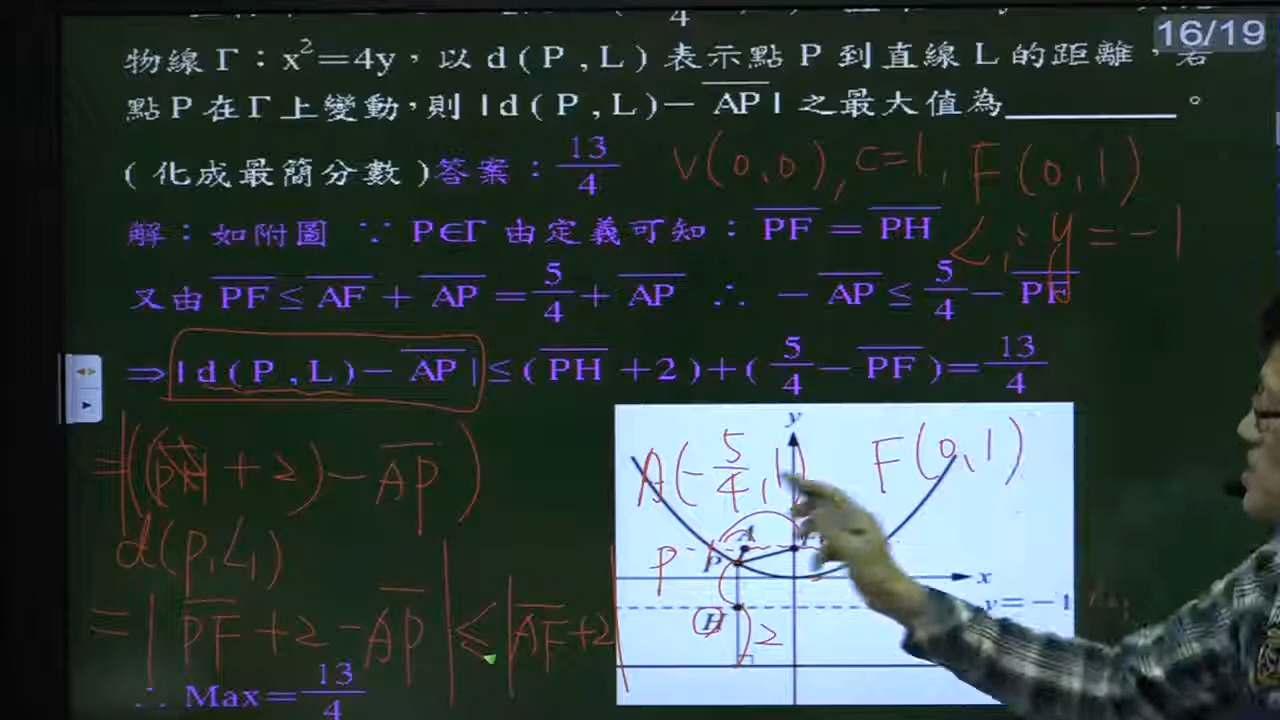 16/19
物線Γ：x²=4y，以 d(P,L) 表示點 P 到直線 L 的距離，若
點 P 在 Γ 上變動，則 |d(P,L)－AP| 之最大值為________。
(化成最簡分數)答案：13/4
V(0,0), c=1, F(0,1)
解：如附圖 ∵ P∈Γ 由定義可知：PF=PH
L₁: y=-1
又由PF≤AF+AP=5/4+AP ∴ －AP≤5/4－PF
⇒|d(P,L)－AP|≤(PH+2)+(5/4－PF)=13/4
=|(PH+2)-AP|
d(P,L₁)
=|PF+2-AP|≤|AF+2|
∴ Max=13/4
y
A(-5/4,1)
F(0,1)
A
P
P
x
y=-1
H
2